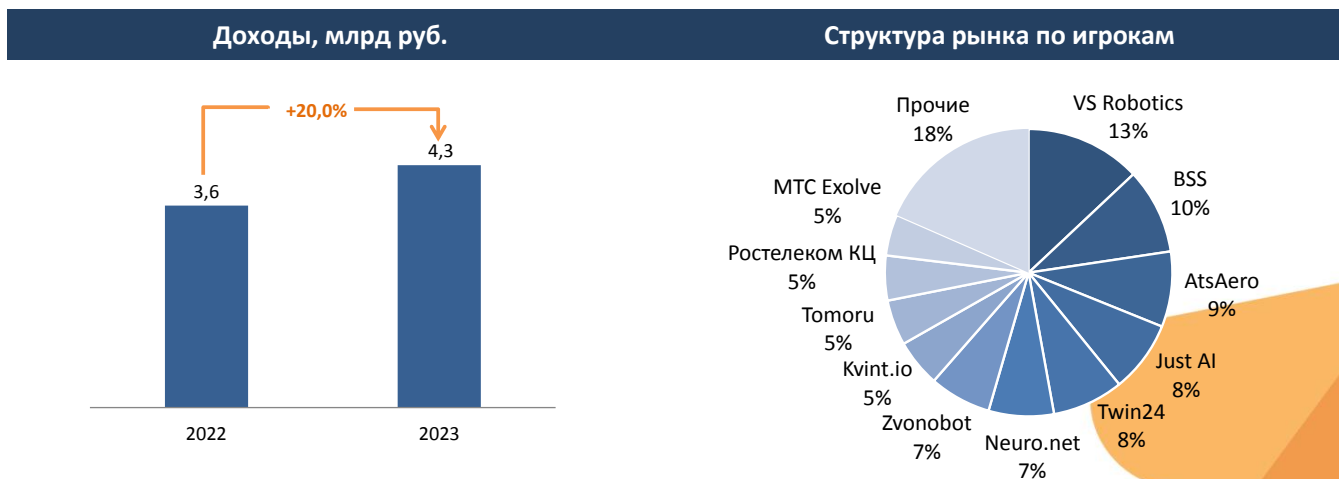 Доходы, млрд руб.
+20,0%
3,6
4,3
2022
2023
Структура рынка по игрокам
VS Robotics
13%
BSS
10%
AtsAero
9%
Just AI
8%
Twin24
8%
Neuro.net
7%
Zvonobot
7%
Kvint.io
5%
Tomoru
5%
Ростелеком КЦ
5%
МТС Exolve
5%
Прочие
18%